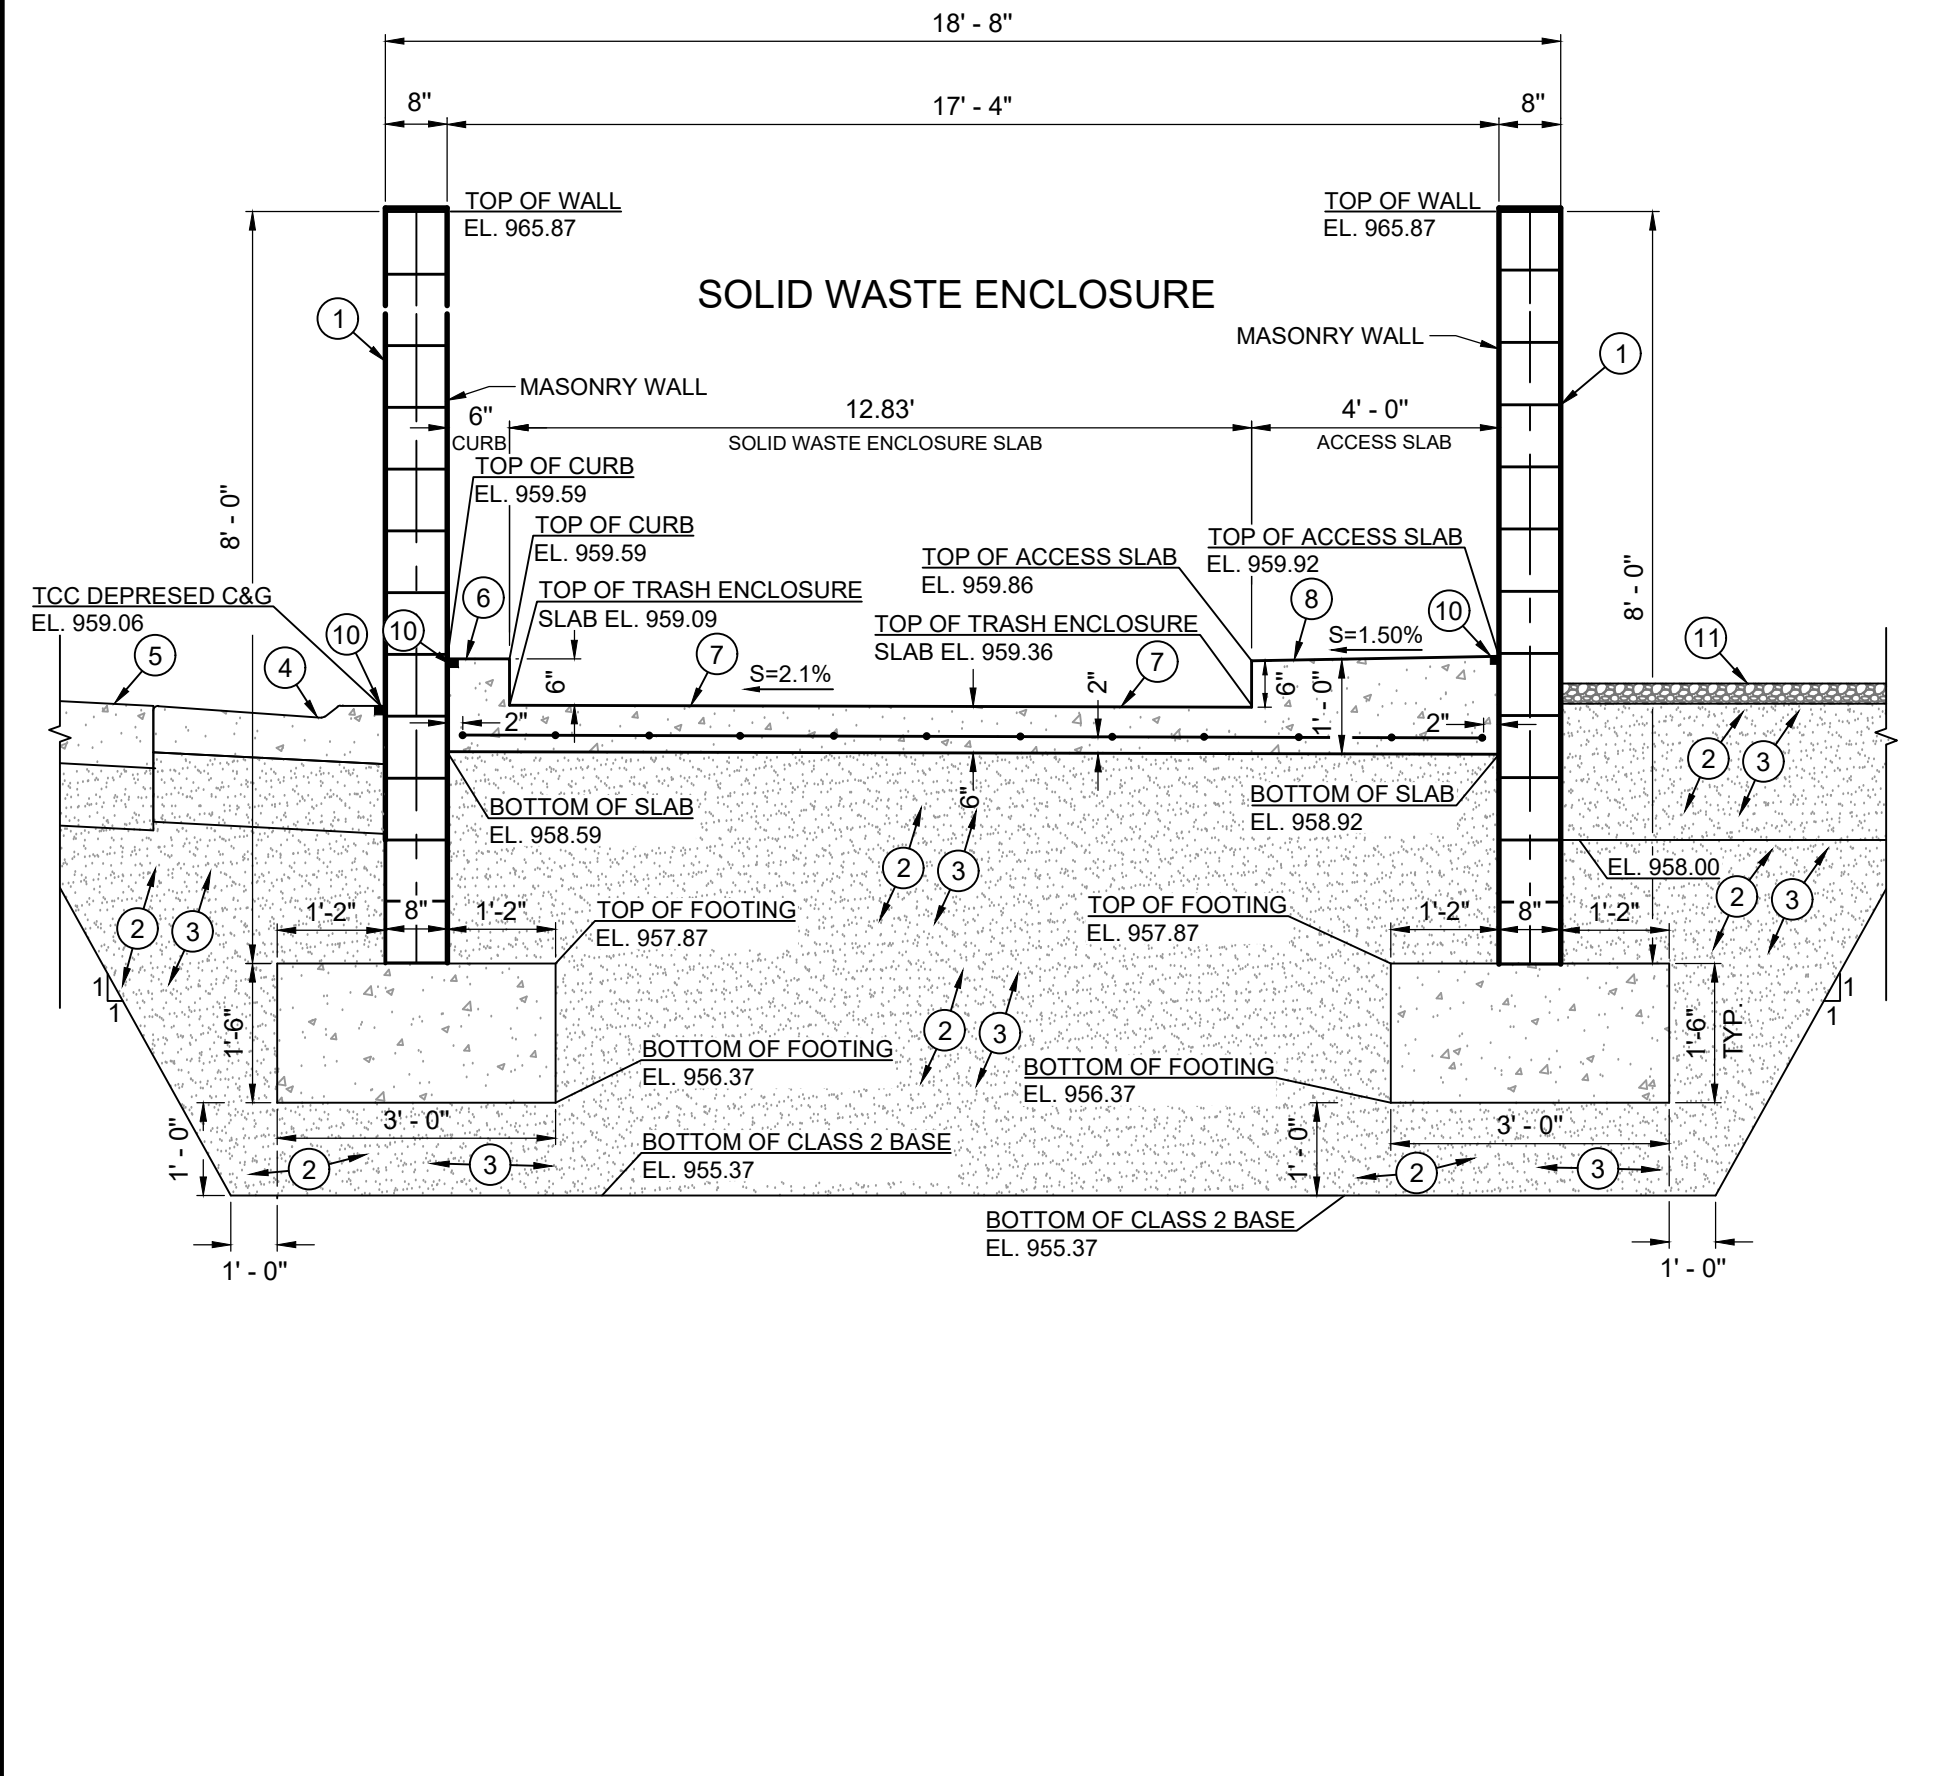 18' - 8"
8"
17' - 4"
8"
TOP OF WALL
EL. 965.87
TOP OF WALL
EL. 965.87
SOLID WASTE ENCLOSURE
1
MASONRY WALL
1
MASONRY WALL
6"
CURB
12.83'
SOLID WASTE ENCLOSURE SLAB
4' - 0"
ACCESS SLAB
TOP OF CURB
EL. 959.59
8' - 0"
TOP OF CURB
EL. 959.59
TOP OF ACCESS SLAB
EL. 959.86
TOP OF ACCESS SLAB
EL. 959.92
8' - 0"
TCC DEPRESED C&G
EL. 959.06
6
TOP OF TRASH ENCLOSURE
SLAB EL. 959.09
TOP OF TRASH ENCLOSURE
SLAB EL. 959.36
8
10
S=1.50%
5
4
10
10
7
S=2.1%
7
11
6"
2"
6"
1' - 0"
2"
2"
2
3
6"
BOTTOM OF SLAB
EL. 958.59
BOTTOM OF SLAB
EL. 958.92
EL. 958.00
2
3
2
3
2
3
1'-2"
8"
1'-2"
TOP OF FOOTING
EL. 957.87
TOP OF FOOTING
EL. 957.87
1'-2"
8"
1'-2"
1
1
1'-6"
2
3
1'-6"
TYP.
1
1
BOTTOM OF FOOTING
EL. 956.37
BOTTOM OF FOOTING
EL. 956.37
1' - 0"
3' - 0"
1' - 0"
3' - 0"
2
3
BOTTOM OF CLASS 2 BASE
EL. 955.37
2
3
BOTTOM OF CLASS 2 BASE
EL. 955.37
1' - 0"
1' - 0"